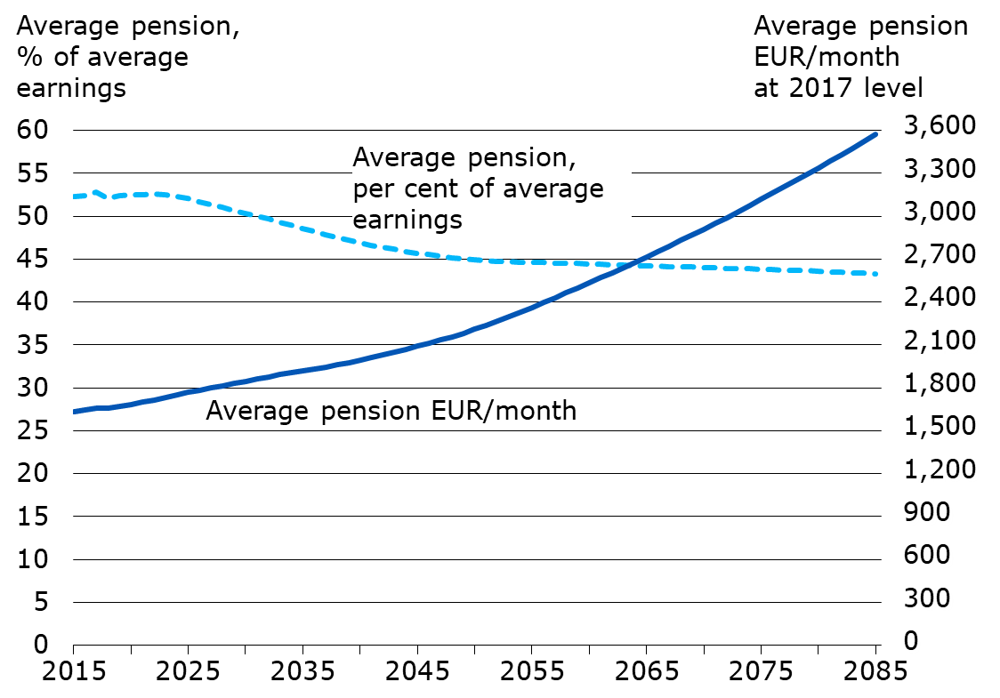 Average pension,
% of average
earnings
Average pension
EUR/month
at 2017 level
60
55
50
45
40
35
30
25
20
15
10
5
0
3,600
3,300
3,000
2,700
2,400
2,100
1,800
1,500
1,200
900
600
300
0
Average pension,
per cent of average
earnings
Average pension EUR/month
2015 2025 2035 2045 2055 2065 2075 2085